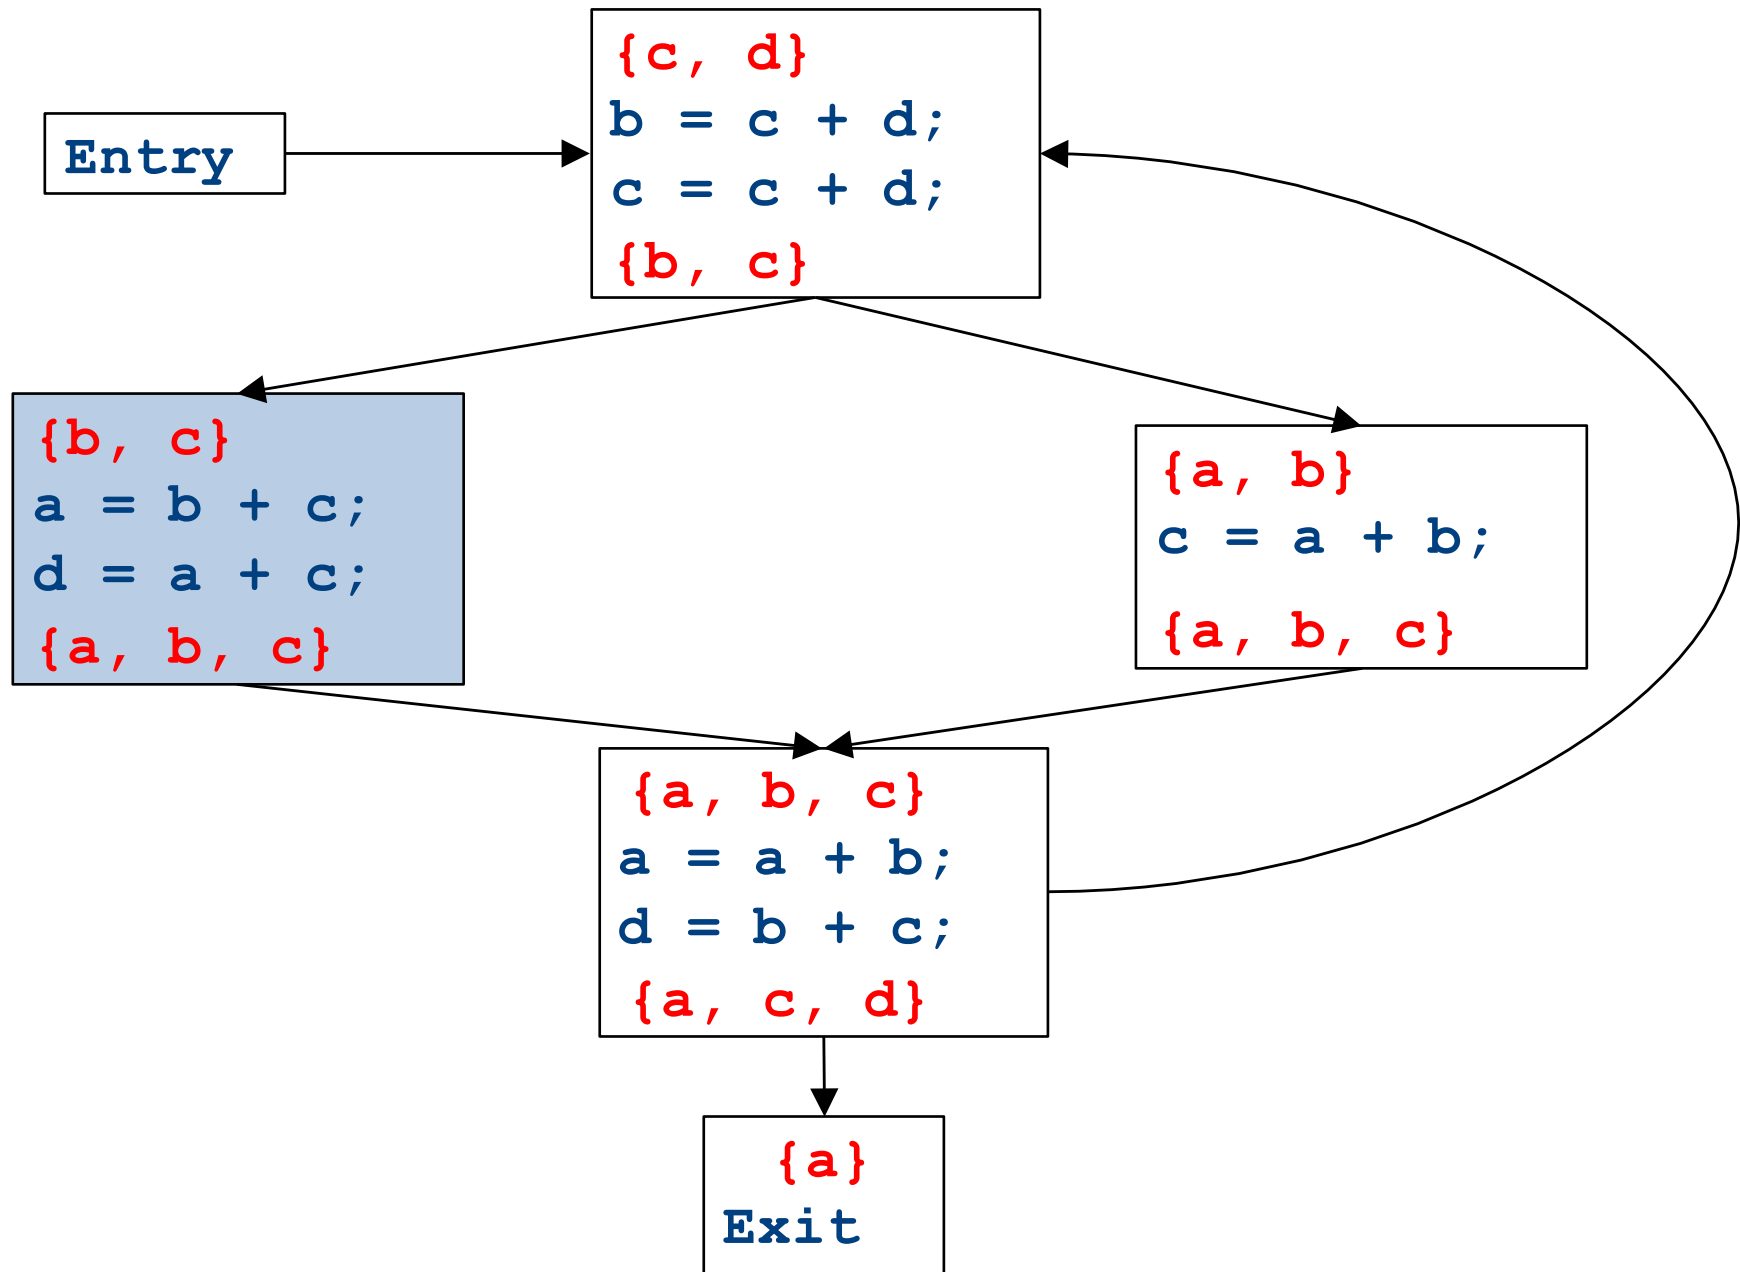 {c, d}
b = c + d;
c = c + d;
{b, c}
Entry
{b, c}
a = b + c;
d = a + c;
{a, b, c}
{a, b}
c = a + b;
{a, b, c}
{a, b, c}
a = a + b;
d = b + c;
{a, c, d}
{a}
Exit